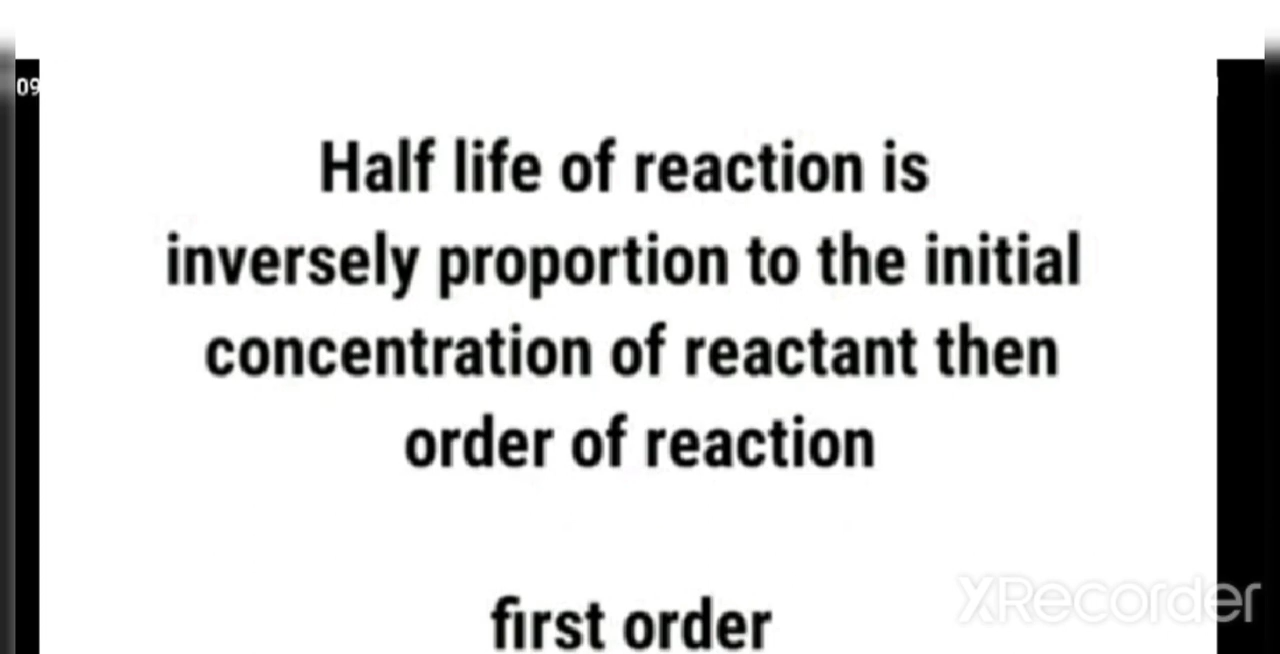 09
Half life of reaction is
inversely proportion to the initial
concentration of reactant then
order of reaction
first order
XRecorder